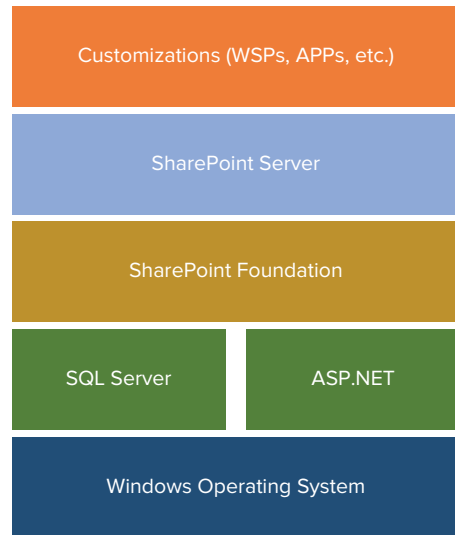 Customizations (WSPs, APPs, etc.)
SharePoint Server
SharePoint Foundation
SQL Server
ASP.NET
Windows Operating System